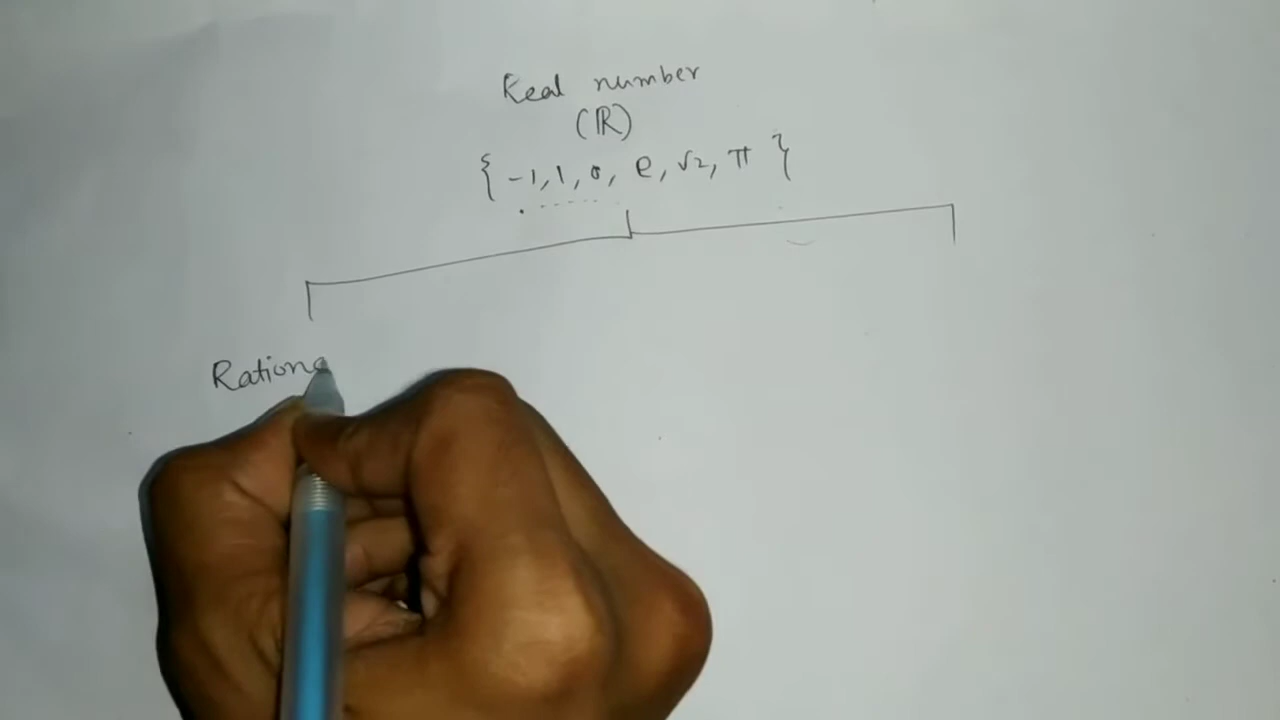 Real number
(ℝ)
{ -1, 1, 0, e, √2, π }
Rationa